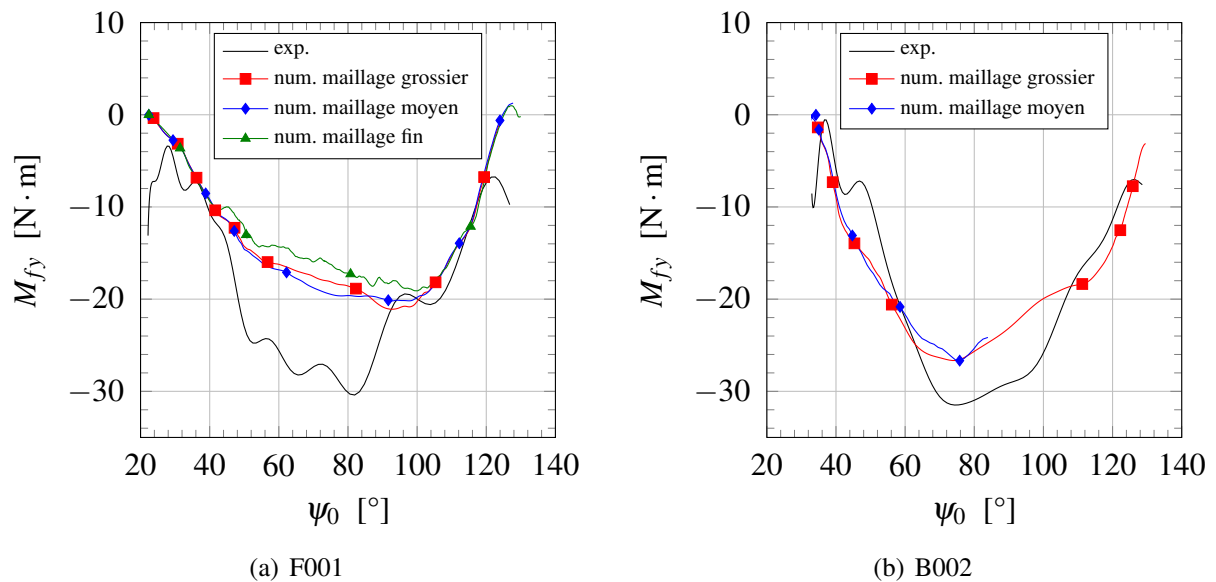 10
0
−10
−20
−30
20 40 60 80 100 120 140
M_fy [N·m]
ψ_0 [°]
exp.
num. maillage grossier
num. maillage moyen
num. maillage fin
(a) F001
10
0
−10
−20
−30
20 40 60 80 100 120 140
M_fy [N·m]
ψ_0 [°]
exp.
num. maillage grossier
num. maillage moyen
(b) B002